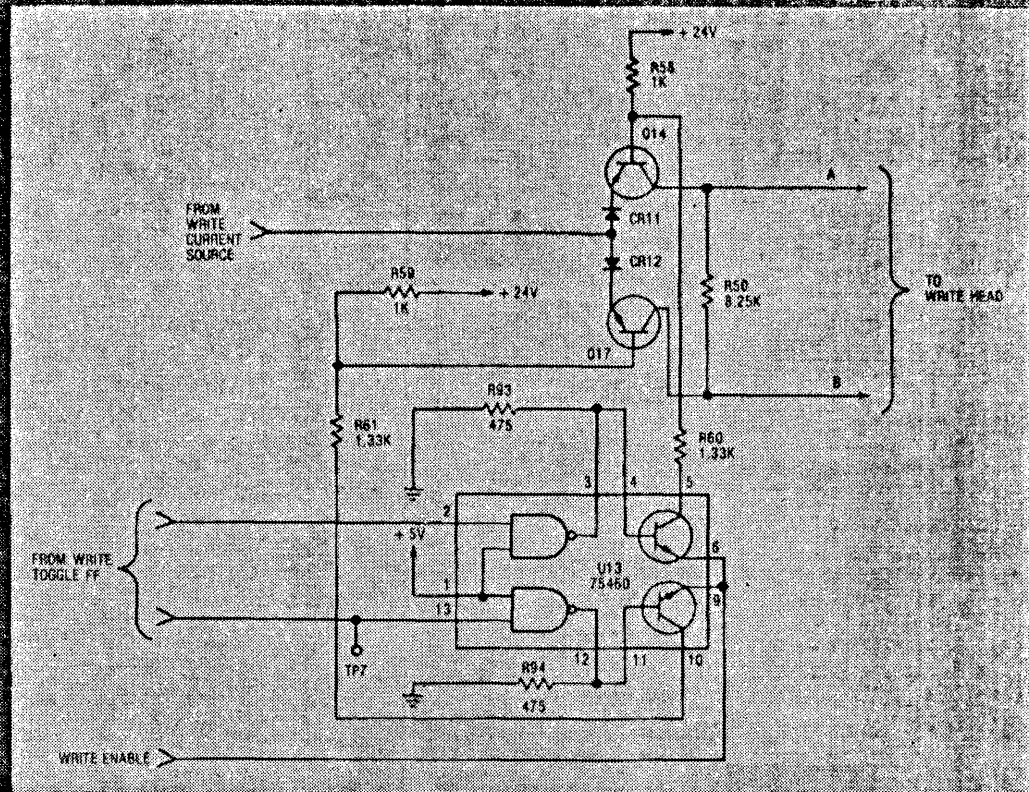 + 24V
R58
1K
Q14
A
FROM
WRITE
CURRENT
SOURCE
CR11
CR12
R59
1K
+ 24V
R50
8.25K
TO
WRITE HEAD
Q17
B
R93
475
R61
1.33K
R60
1.33K
3
4
5
2
+ 5V
6
FROM WRITE
TOGGLE FF
U13
75460
1
13
9
TP7
12
11
10
R94
475
WRITE ENABLE